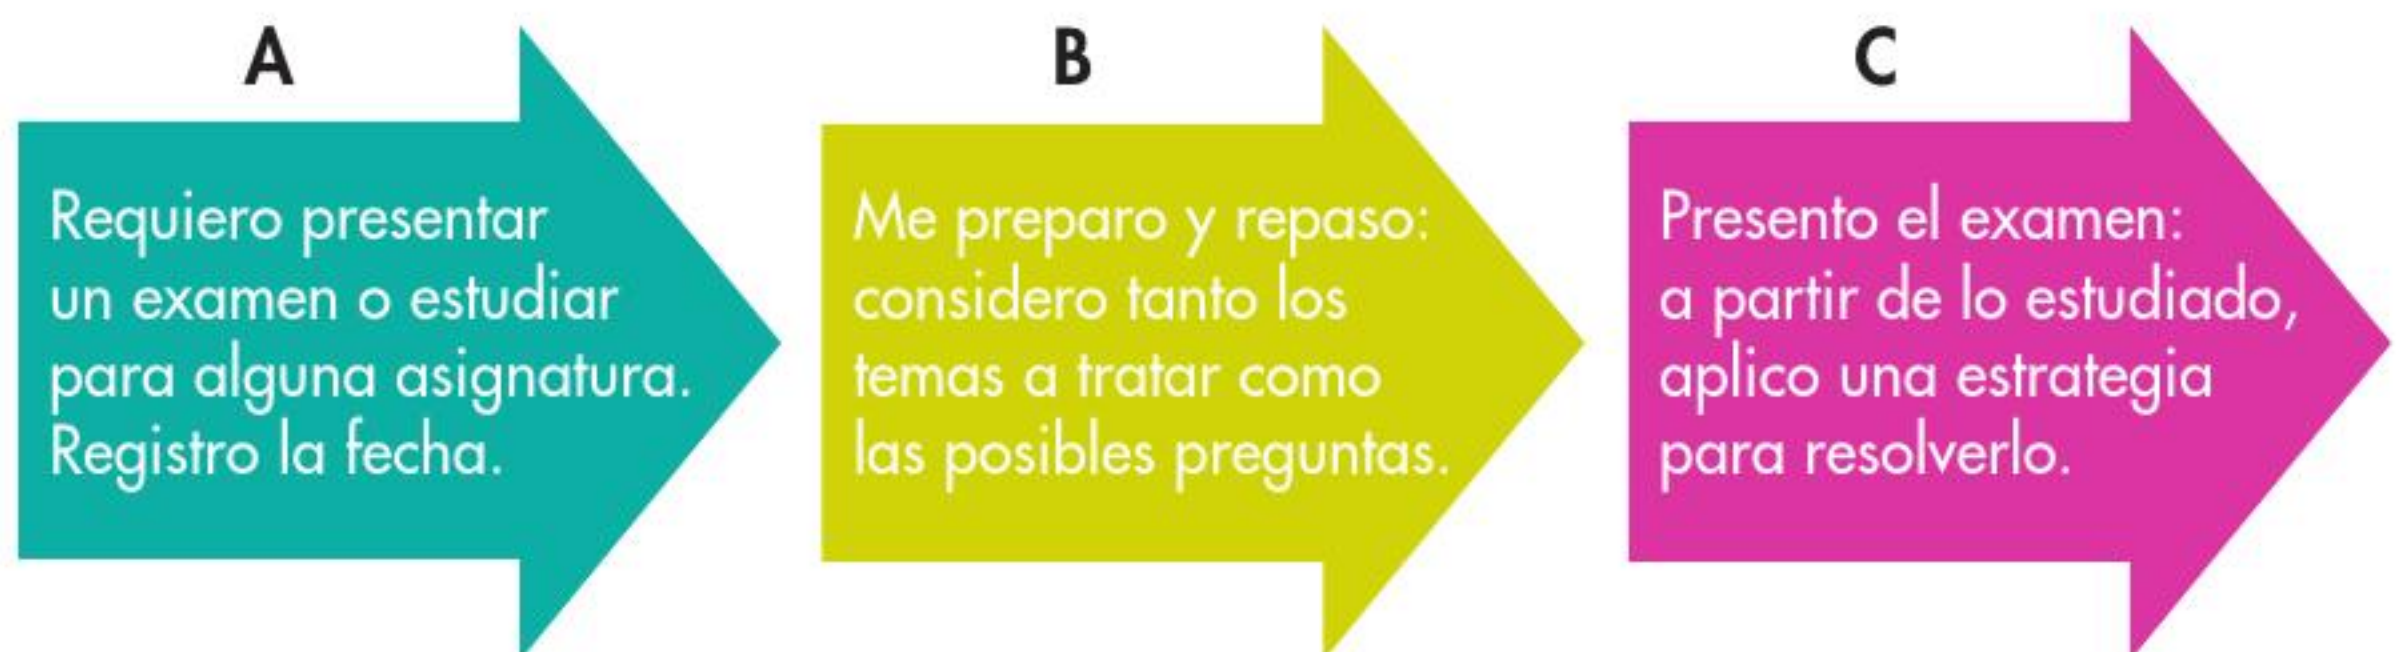 A
Requiero presentar
un examen o estudiar
para alguna asignatura.
Registro la fecha.
B
Me preparo y repaso:
considero tanto los
temas a tratar como
las posibles preguntas.
C
Presento el examen:
a partir de lo estudiado,
aplico una estrategia
para resolverlo.